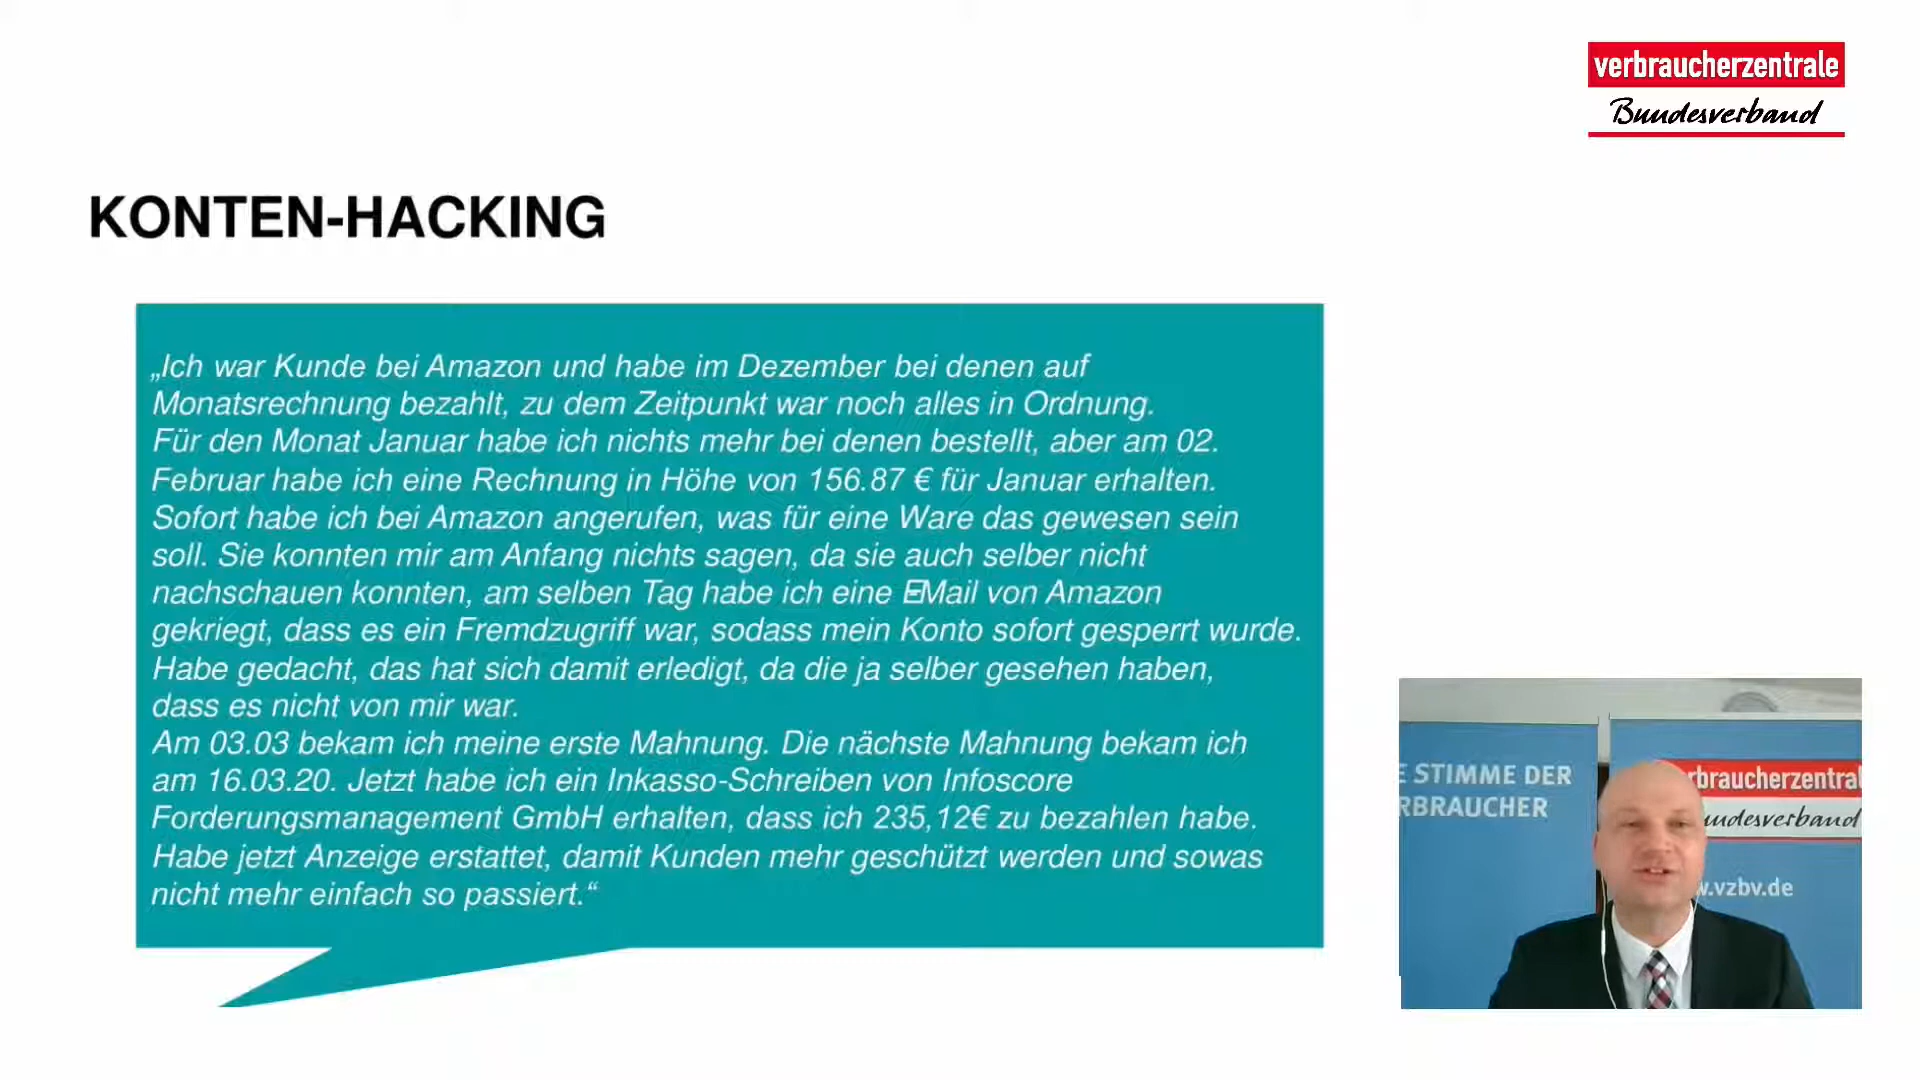 verbraucherzentrale
Bundesverband
KONTEN-HACKING
„Ich war Kunde bei Amazon und habe im Dezember bei denen auf
Monatsrechnung bezahlt, zu dem Zeitpunkt war noch alles in Ordnung.
Für den Monat Januar habe ich nichts mehr bei denen bestellt, aber am 02.
Februar habe ich eine Rechnung in Höhe von 156.87 € für Januar erhalten.
Sofort habe ich bei Amazon angerufen, was für eine Ware das gewesen sein
soll. Sie konnten mir am Anfang nichts sagen, da sie auch selber nicht
nachschauen konnten, am selben Tag habe ich eine E-Mail von Amazon
gekriegt, dass es ein Fremdzugriff war, sodass mein Konto sofort gesperrt wurde.
Habe gedacht, das hat sich damit erledigt, da die ja selber gesehen haben,
dass es nicht von mir war.
Am 03.03 bekam ich meine erste Mahnung. Die nächste Mahnung bekam ich
am 16.03.20. Jetzt habe ich ein Inkasso-Schreiben von Infoscore
Forderungsmanagement GmbH erhalten, dass ich 235,12€ zu bezahlen habe.
Habe jetzt Anzeige erstattet, damit Kunden mehr geschützt werden und sowas
nicht mehr einfach so passiert.“
E STIMME DER
RBRAUCHER
rbraucherzentral
undesverband
w.vzbv.de